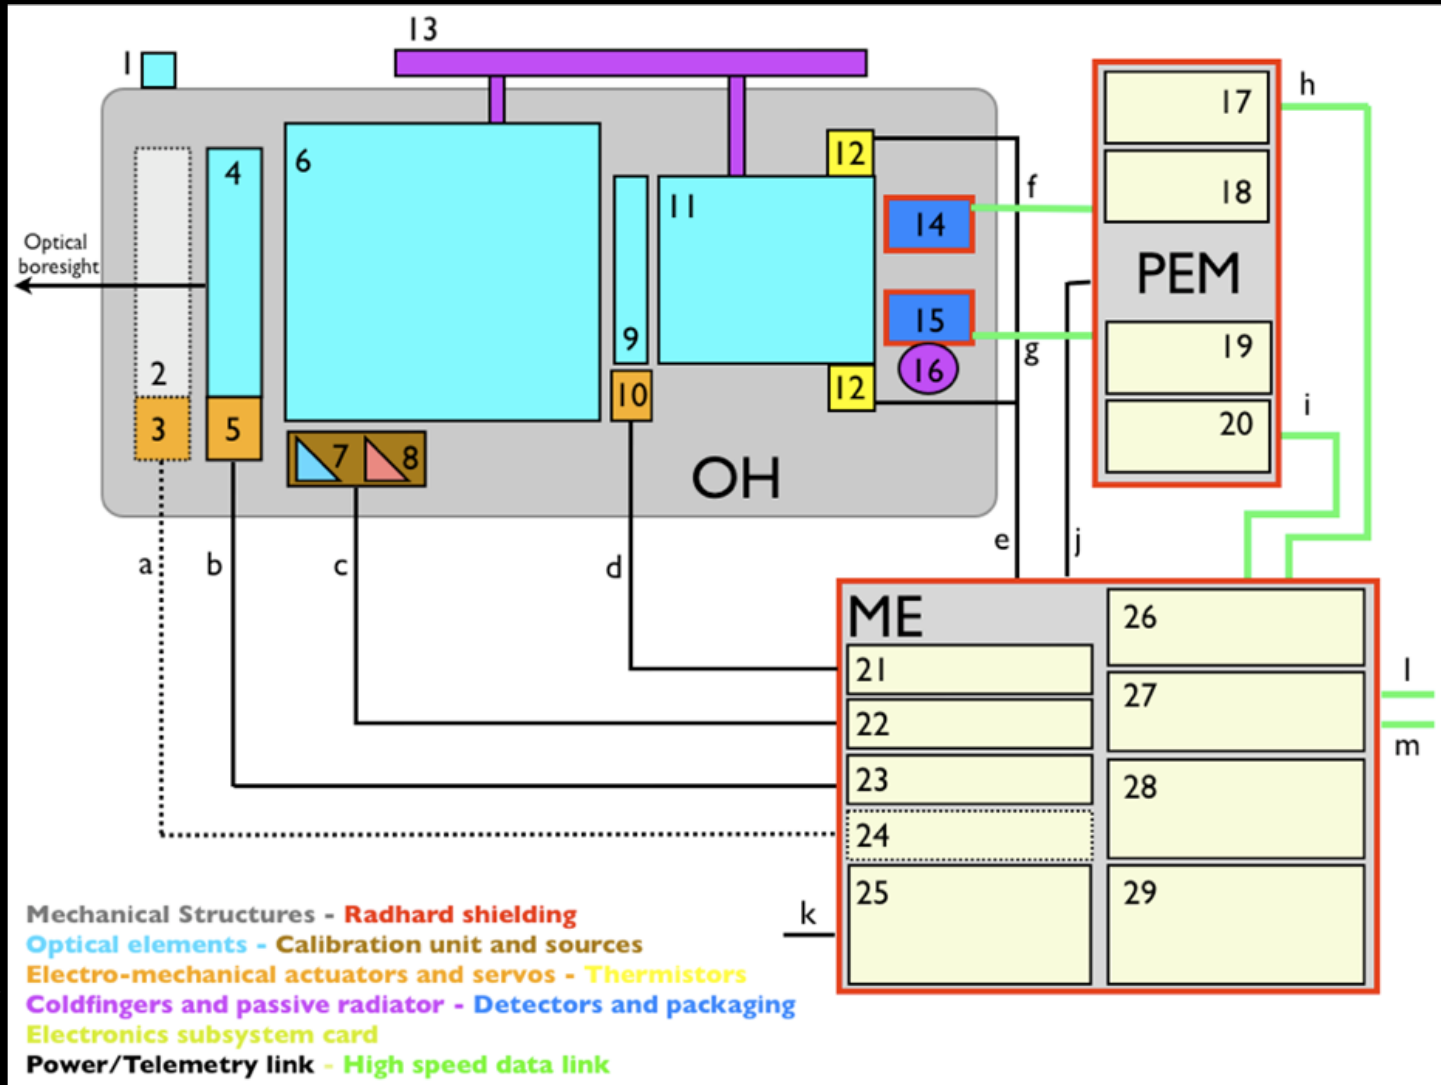 13
1
17
h
4
6
12
18
f
11
14
Optical
boresight
PEM
15
9
19
g
2
16
10
12
i
20
3
5
7
8
OH
a
b
c
d
e
j
ME
26
21
l
27
22
m
23
28
24
25
29
k
Mechanical Structures - Radhard shielding
Optical elements - Calibration unit and sources
Electro-mechanical actuators and servos - Thermistors
Coldfingers and passive radiator - Detectors and packaging
Electronics subsystem card
Power/Telemetry link - High speed data link